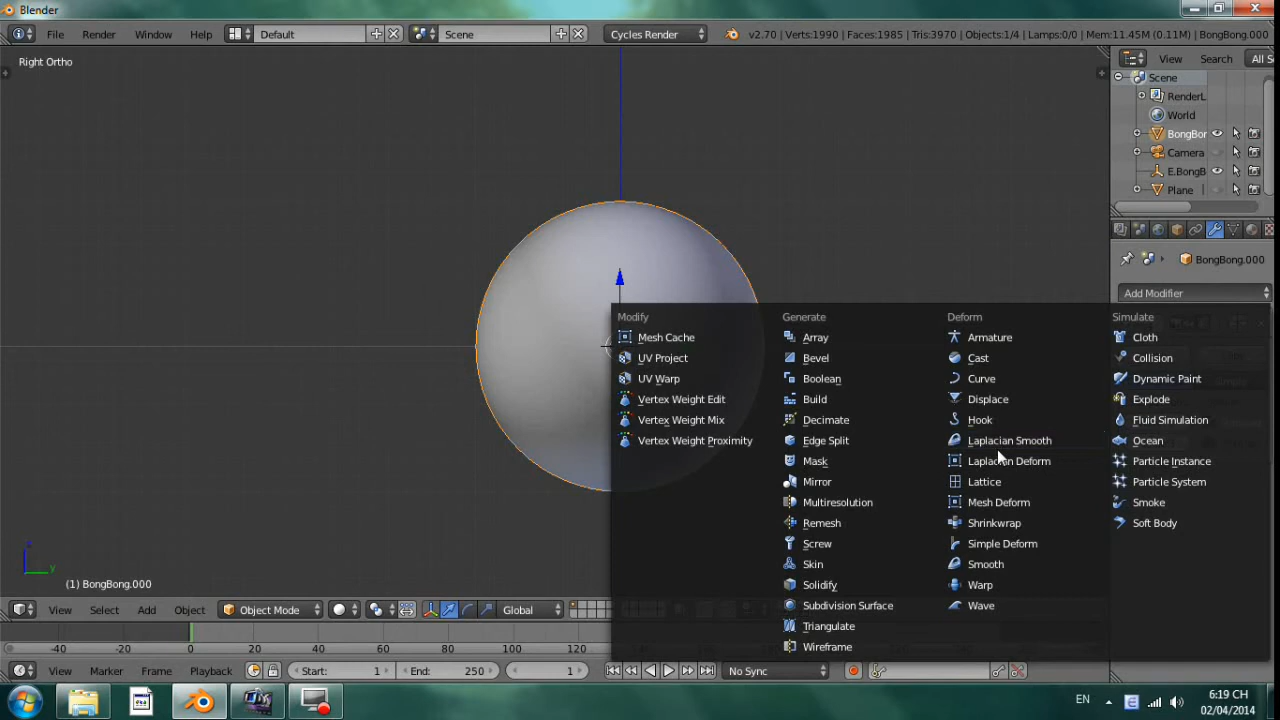 Blender
File Render Window Help Default Scene Cycles Render v2.70 | Verts:1990 | Faces:1985 | Tris:3970 | Objects:1/4 | Lamps:0/0 | Mem:11.45M (0.11M) | BongBong.000
Right Ortho
View Search All S
Scene
RenderL
World
BongBor
Camera
E.BongB
Plane
BongBong.000
Add Modifier
Modify
Mesh Cache
UV Project
UV Warp
Vertex Weight Edit
Vertex Weight Mix
Vertex Weight Proximity
Generate
Array
Bevel
Boolean
Build
Decimate
Edge Split
Mask
Mirror
Multiresolution
Remesh
Screw
Skin
Solidify
Subdivision Surface
Triangulate
Wireframe
Deform
Armature
Cast
Curve
Displace
Hook
Laplacian Smooth
Laplacian Deform
Lattice
Mesh Deform
Shrinkwrap
Simple Deform
Smooth
Warp
Wave
Simulate
Cloth
Collision
Dynamic Paint
Explode
Fluid Simulation
Ocean
Particle Instance
Particle System
Smoke
Soft Body
z
y
(1) BongBong.000
View Select Add Object Object Mode Global
-40 -20 0 20 40 60 80 100 120
View Marker Frame Playback Start: 1 End: 250 1 No Sync
EN 6:19 CH
02/04/2014